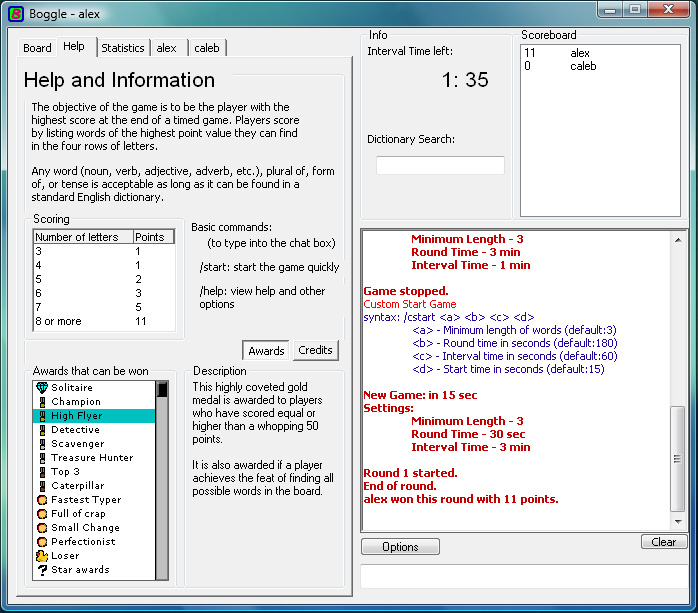 Boggle - alex
Board Help Statistics alex caleb
Help and Information
The objective of the game is to be the player with the
highest score at the end of a timed game. Players score
by listing words of the highest point value they can find
in the four rows of letters.
Any word (noun, verb, adjective, adverb, etc.), plural of, form
of, or tense is acceptable as long as it can be found in a
standard English dictionary.
Scoring
Number of letters Points
3 1
4 1
5 2
6 3
7 5
8 or more 11
Basic commands:
(to type into the chat box)
/start: start the game quickly
/help: view help and other
options
Awards Credits
Awards that can be won
Solitaire
Champion
High Flyer
Detective
Scavenger
Treasure Hunter
Top 3
Caterpillar
Fastest Typer
Full of crap
Small Change
Perfectionist
Loser
? Star awards
Description
This highly coveted gold
medal is awarded to players
who have scored equal or
higher than a whopping 50
points.
It is also awarded if a player
achieves the feat of finding all
possible words in the board.
Info
Interval Time left:
1: 35
Dictionary Search:
Scoreboard
11 alex
0 caleb
Minimum Length - 3
Round Time - 3 min
Interval Time - 1 min
Game stopped.
Custom Start Game
syntax: /cstart <a> <b> <c> <d>
<a> - Minimum length of words (default:3)
<b> - Round time in seconds (default:180)
<c> - Interval time in seconds (default:60)
<d> - Start time in seconds (default:15)
New Game: in 15 sec
Settings:
Minimum Length - 3
Round Time - 30 sec
Interval Time - 3 min
Round 1 started.
End of round.
alex won this round with 11 points.
Options
Clear